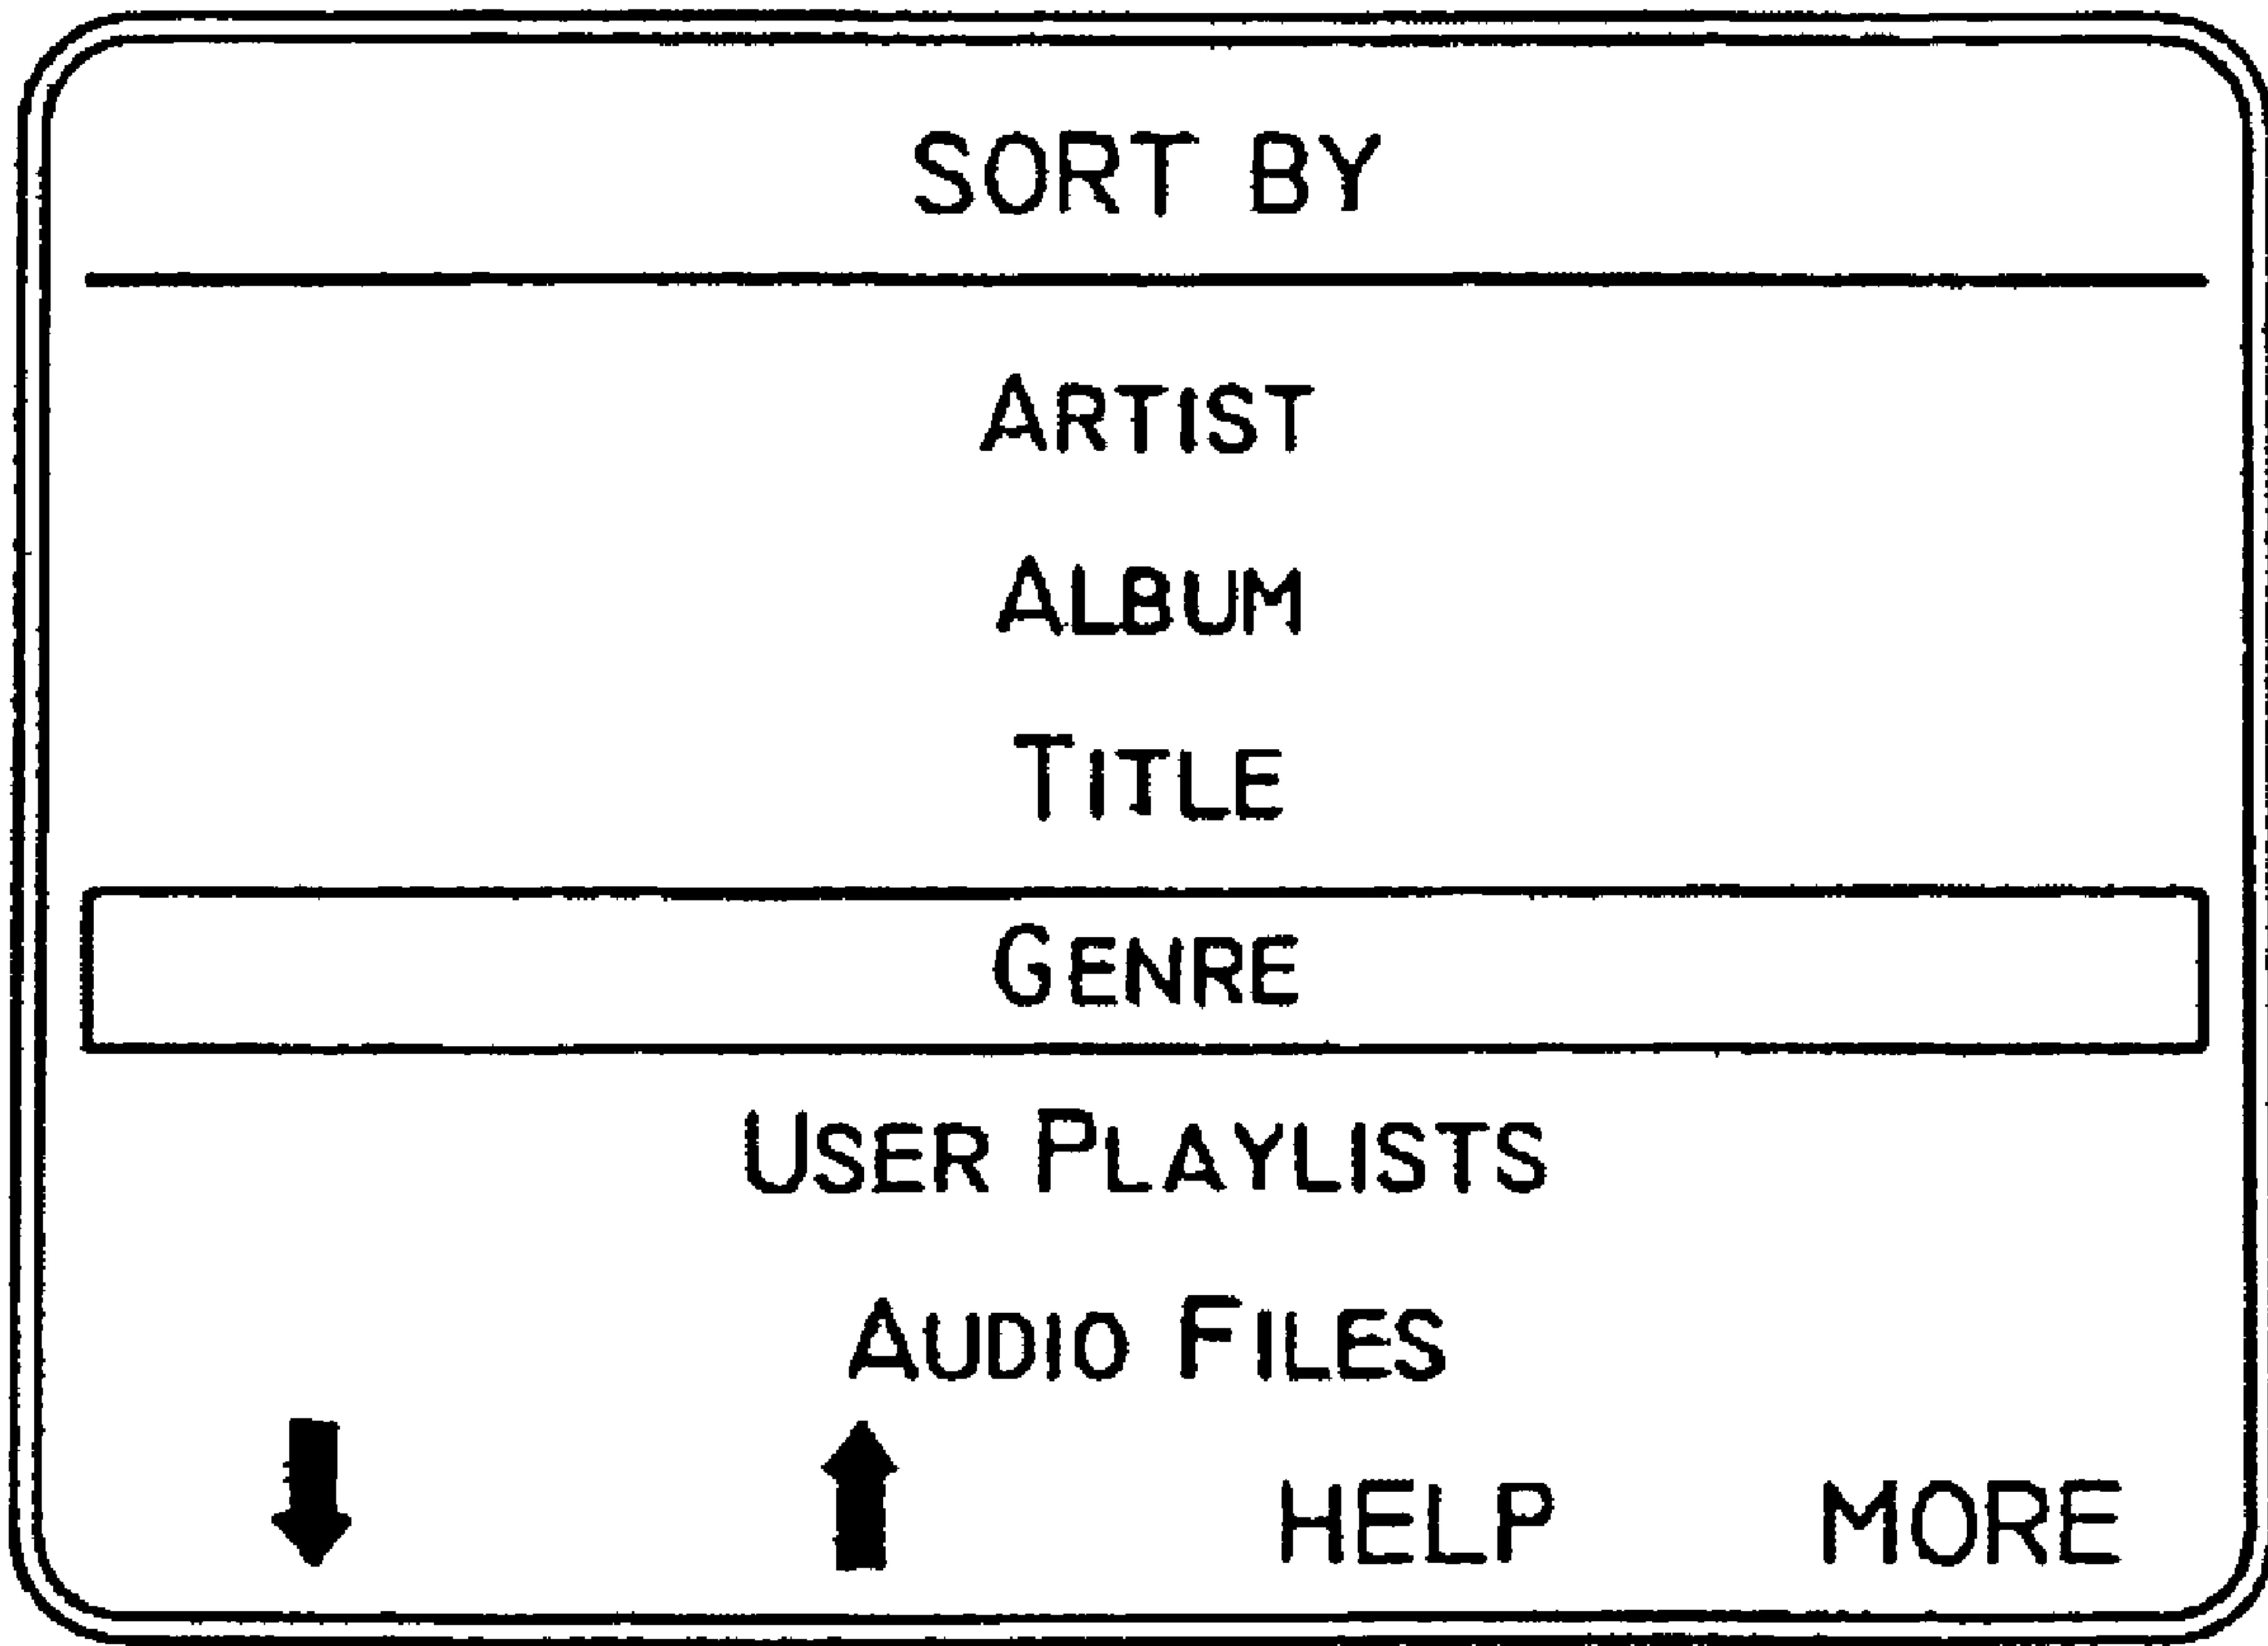 SORT BY
ARTIST
ALBUM
TITLE
GENRE
USER PLAYLISTS
AUDIO FILES
HELP MORE